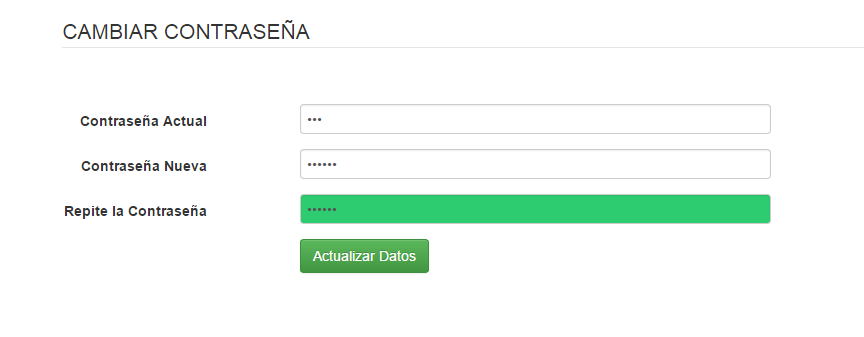 CAMBIAR CONTRASEÑA
Contraseña Actual •••
Contraseña Nueva ••••••
Repite la Contraseña ••••••
Actualizar Datos